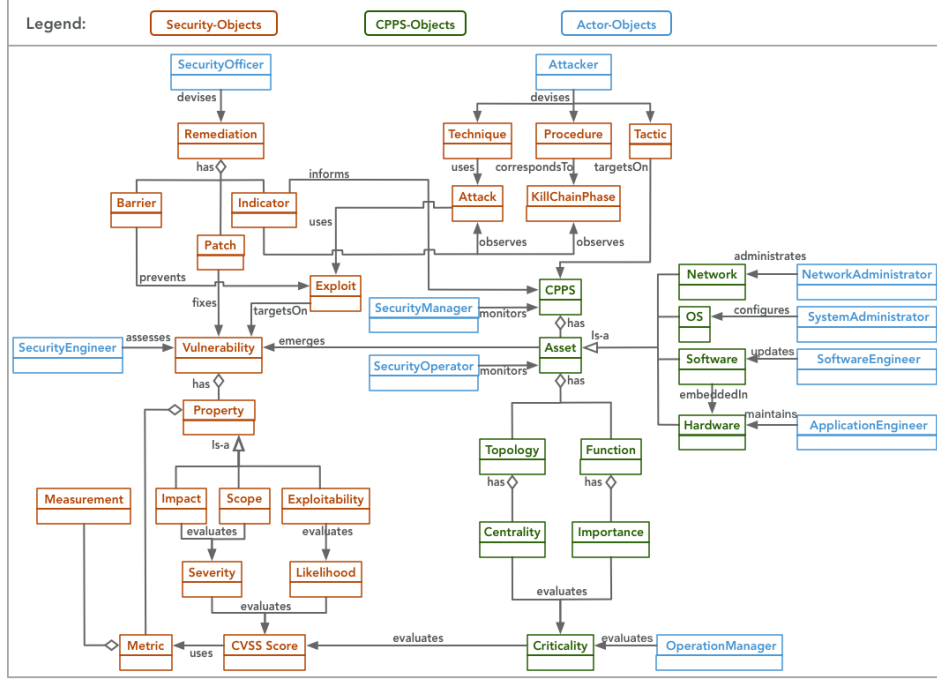 Legend:
Security-Objects
CPPS-Objects
Actor-Objects
SecurityOfficer
Attacker
devises
devises
Remediation
Technique
Procedure
Tactic
has
informs
uses
correspondsTo
targetsOn
Barrier
Indicator
Attack
KillChainPhase
uses
Patch
observes
observes
administrates
prevents
Exploit
CPPS
Network
NetworkAdministrator
fixes
targetsOn
SecurityManager
monitors
has
OS
configures
SystemAdministrator
assesses
emerges
Is-a
SecurityEngineer
Vulnerability
Asset
Software
updates
SoftwareEngineer
has
SecurityOperator
monitors
has
embeddedIn
Property
maintains
Hardware
ApplicationEngineer
Is-a
Topology
Function
has
has
Measurement
Impact
Scope
Exploitability
evaluates
evaluates
Centrality
Importance
Severity
Likelihood
evaluates
evaluates
Metric
uses
CVSS Score
evaluates
Criticality
evaluates
OperationManager